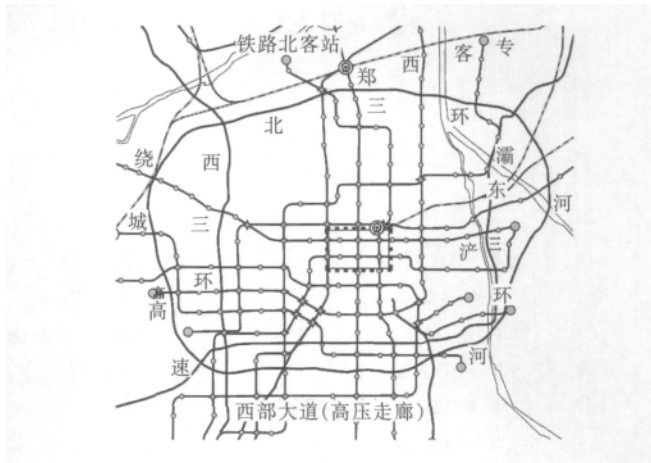 铁路北客站
郑西客专
北三环
灞河
绕城高速
西三环
东三环
浐河
西部大道(高压走廊)